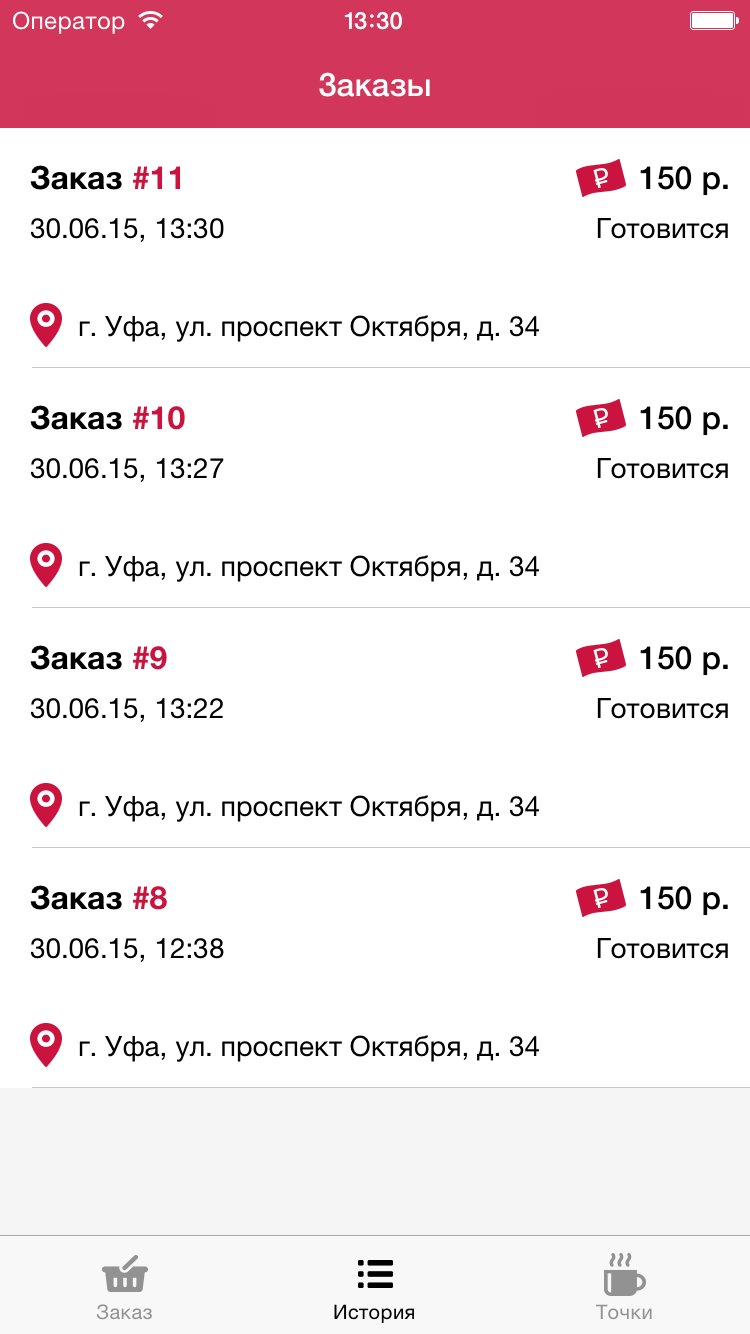 Оператор 13:30
Заказы
Заказ #11 ₽ 150 р.
30.06.15, 13:30 Готовится
г. Уфа, ул. проспект Октября, д. 34
Заказ #10 ₽ 150 р.
30.06.15, 13:27 Готовится
г. Уфа, ул. проспект Октября, д. 34
Заказ #9 ₽ 150 р.
30.06.15, 13:22 Готовится
г. Уфа, ул. проспект Октября, д. 34
Заказ #8 ₽ 150 р.
30.06.15, 12:38 Готовится
г. Уфа, ул. проспект Октября, д. 34
Заказ История Точки